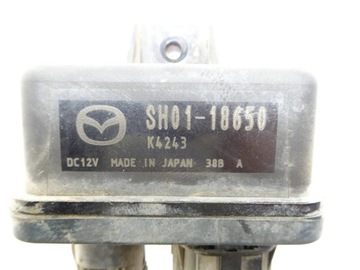 SH01-18650
K4243
DC12V MADE IN JAPAN 38B A